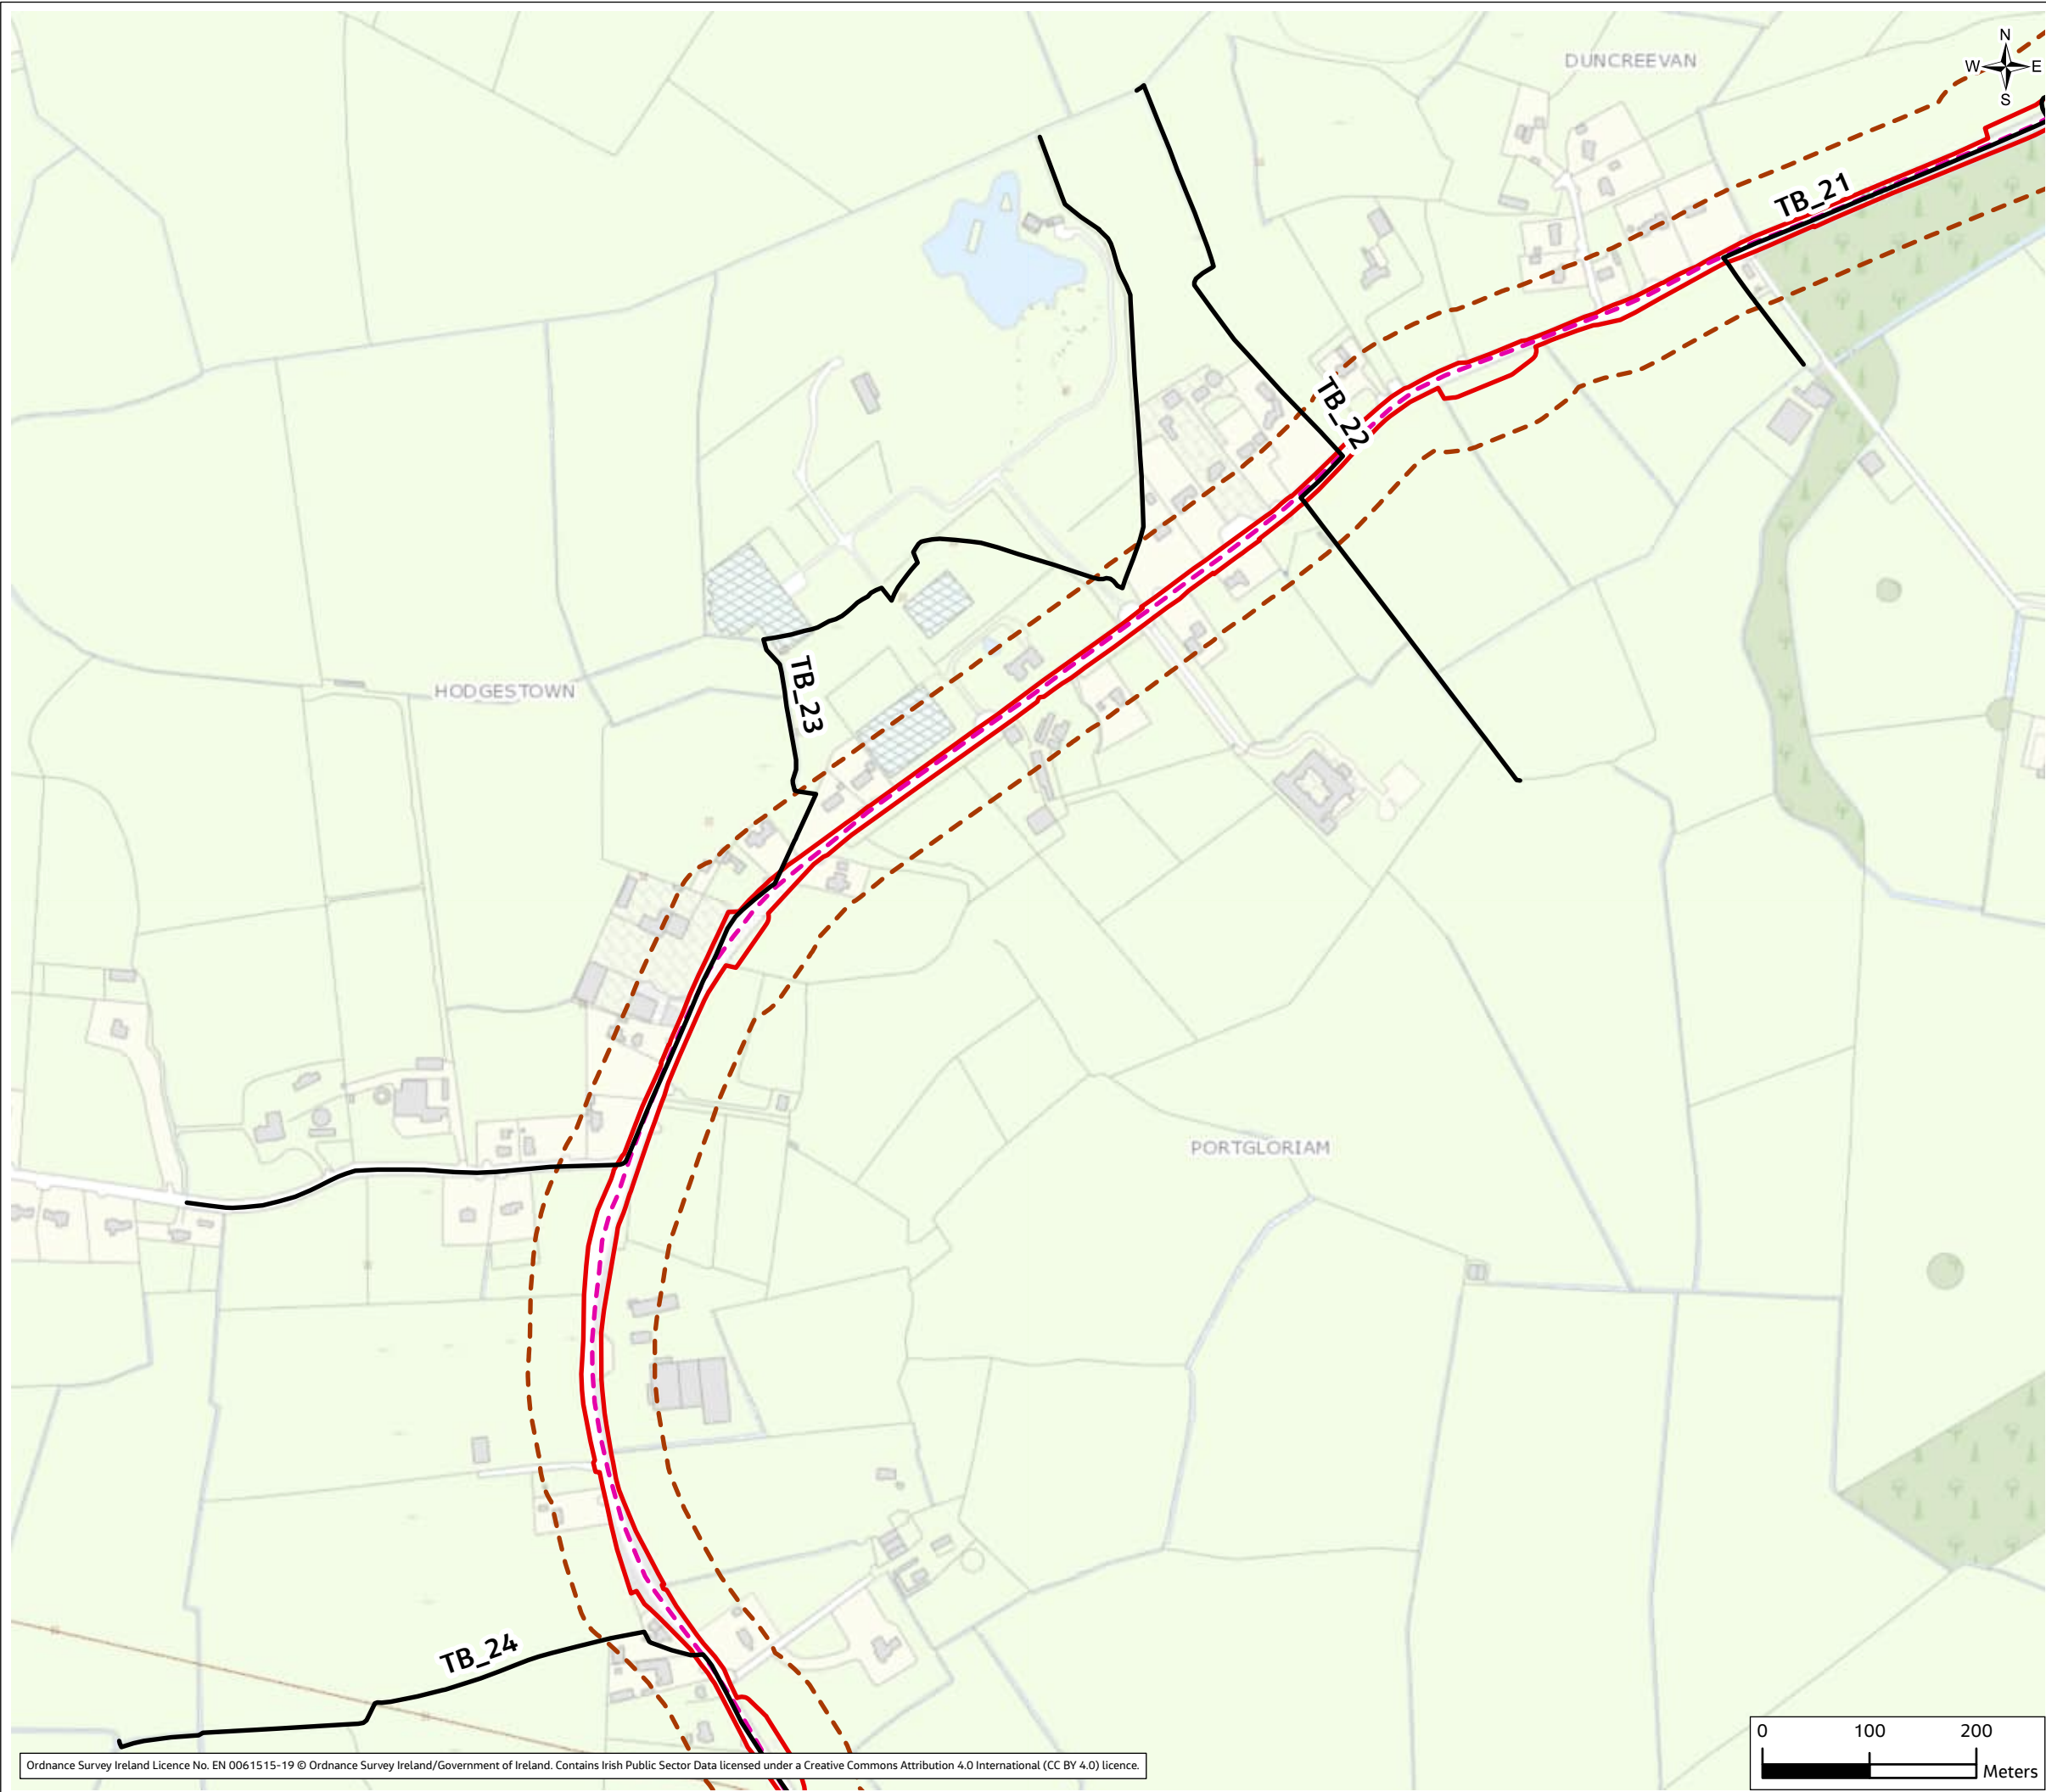 DUNCREEVAN
N
W E
S
TB_21
TB_22
TB_23
HODGESTOWN
PORTGLORIAM
TB_24
0 100 200
Meters
Ordnance Survey Ireland Licence No. EN 0061515-19 © Ordnance Survey Ireland/Government of Ireland. Contains Irish Public Sector Data licensed under a Creative Commons Attribution 4.0 International (CC BY 4.0) licence.